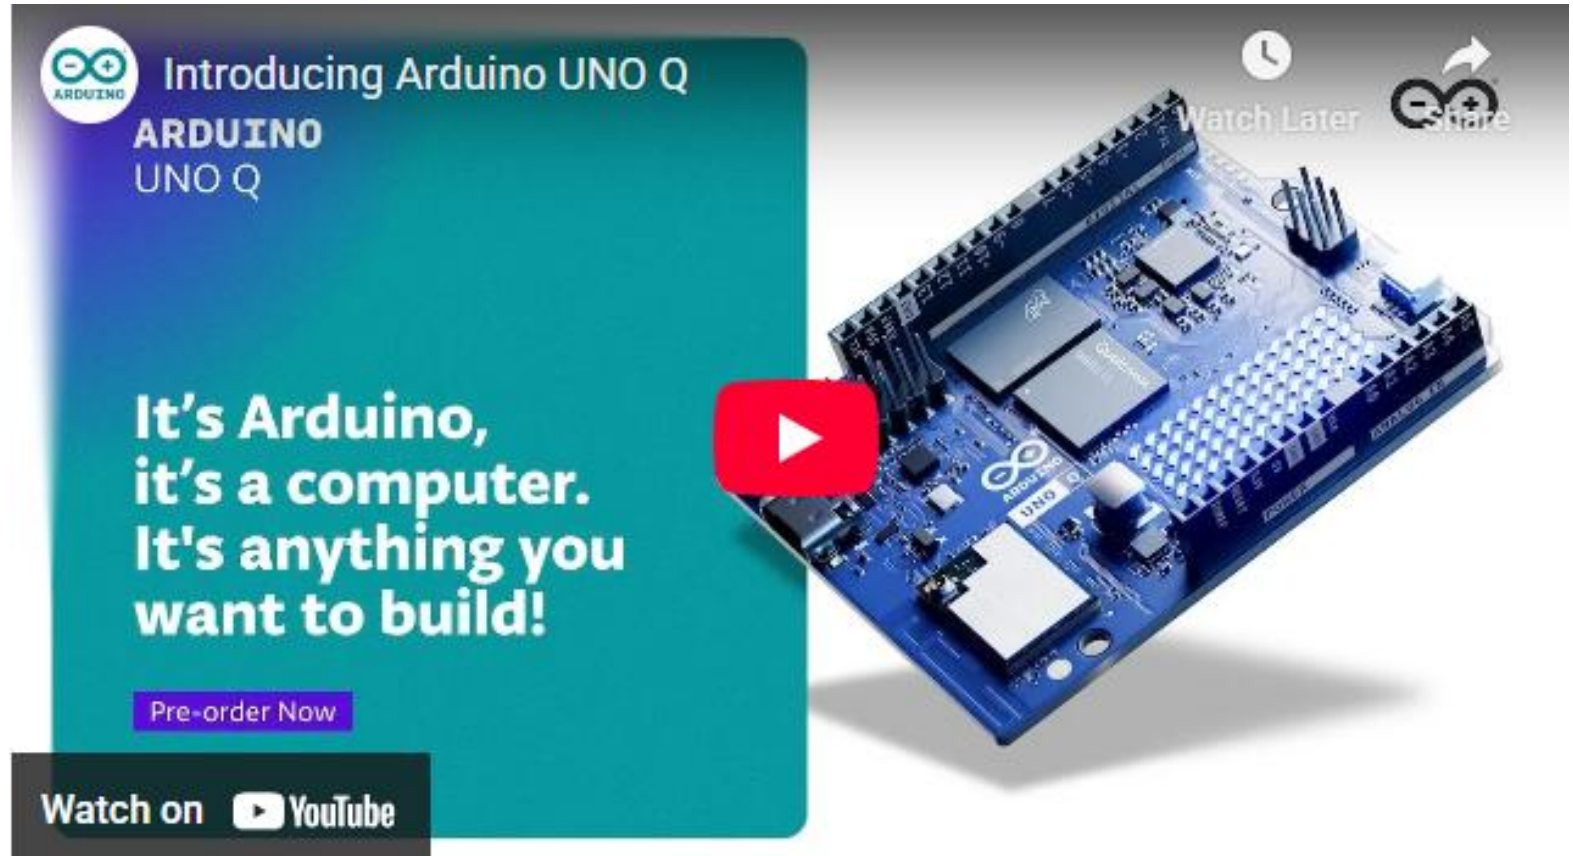 ARDUINO
Introducing Arduino UNO Q
Watch Later
Share
ARDUINO
UNO Q
It's Arduino,
it's a computer.
It's anything you
want to build!
Pre-order Now
Qualcomm
ARDUINO
UNO Q
Watch on YouTube